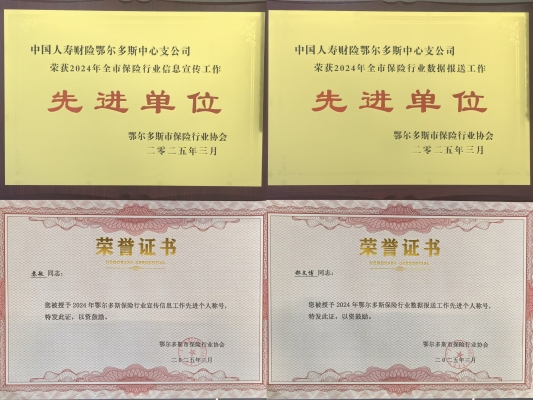 中国人寿财险鄂尔多斯中心支公司
荣获2024年全市保险行业信息宣传工作
先进单位
鄂尔多斯市保险行业协会
二〇二五年三月
中国人寿财险鄂尔多斯中心支公司
荣获2024年全市保险行业数据报送工作
先进单位
鄂尔多斯市保险行业协会
二〇二五年三月
荣誉证书
同志:
您被授予2024年鄂尔多斯保险行业宣传信息工作先进个人称号,
特发此证,以资鼓励。
鄂尔多斯市保险行业协会
二〇二五年三月
荣誉证书
同志:
您被授予2024年鄂尔多斯保险行业数据报送工作先进个人称号,
特发此证,以资鼓励。
鄂尔多斯市保险行业协会
二〇二五年三月